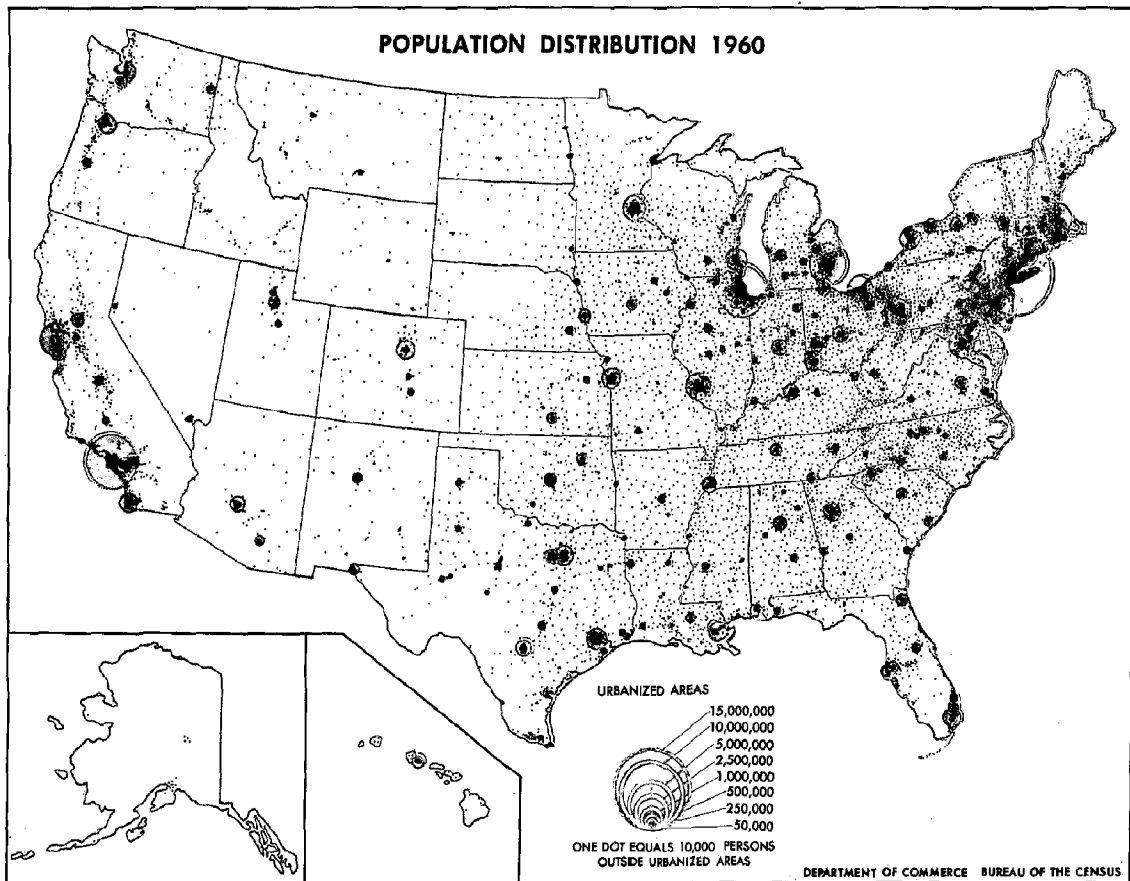 POPULATION DISTRIBUTION 1960
URBANIZED AREAS
15,000,000
10,000,000
5,000,000
2,500,000
1,000,000
500,000
250,000
50,000
ONE DOT EQUALS 10,000 PERSONS
OUTSIDE URBANIZED AREAS
DEPARTMENT OF COMMERCE BUREAU OF THE CENSUS